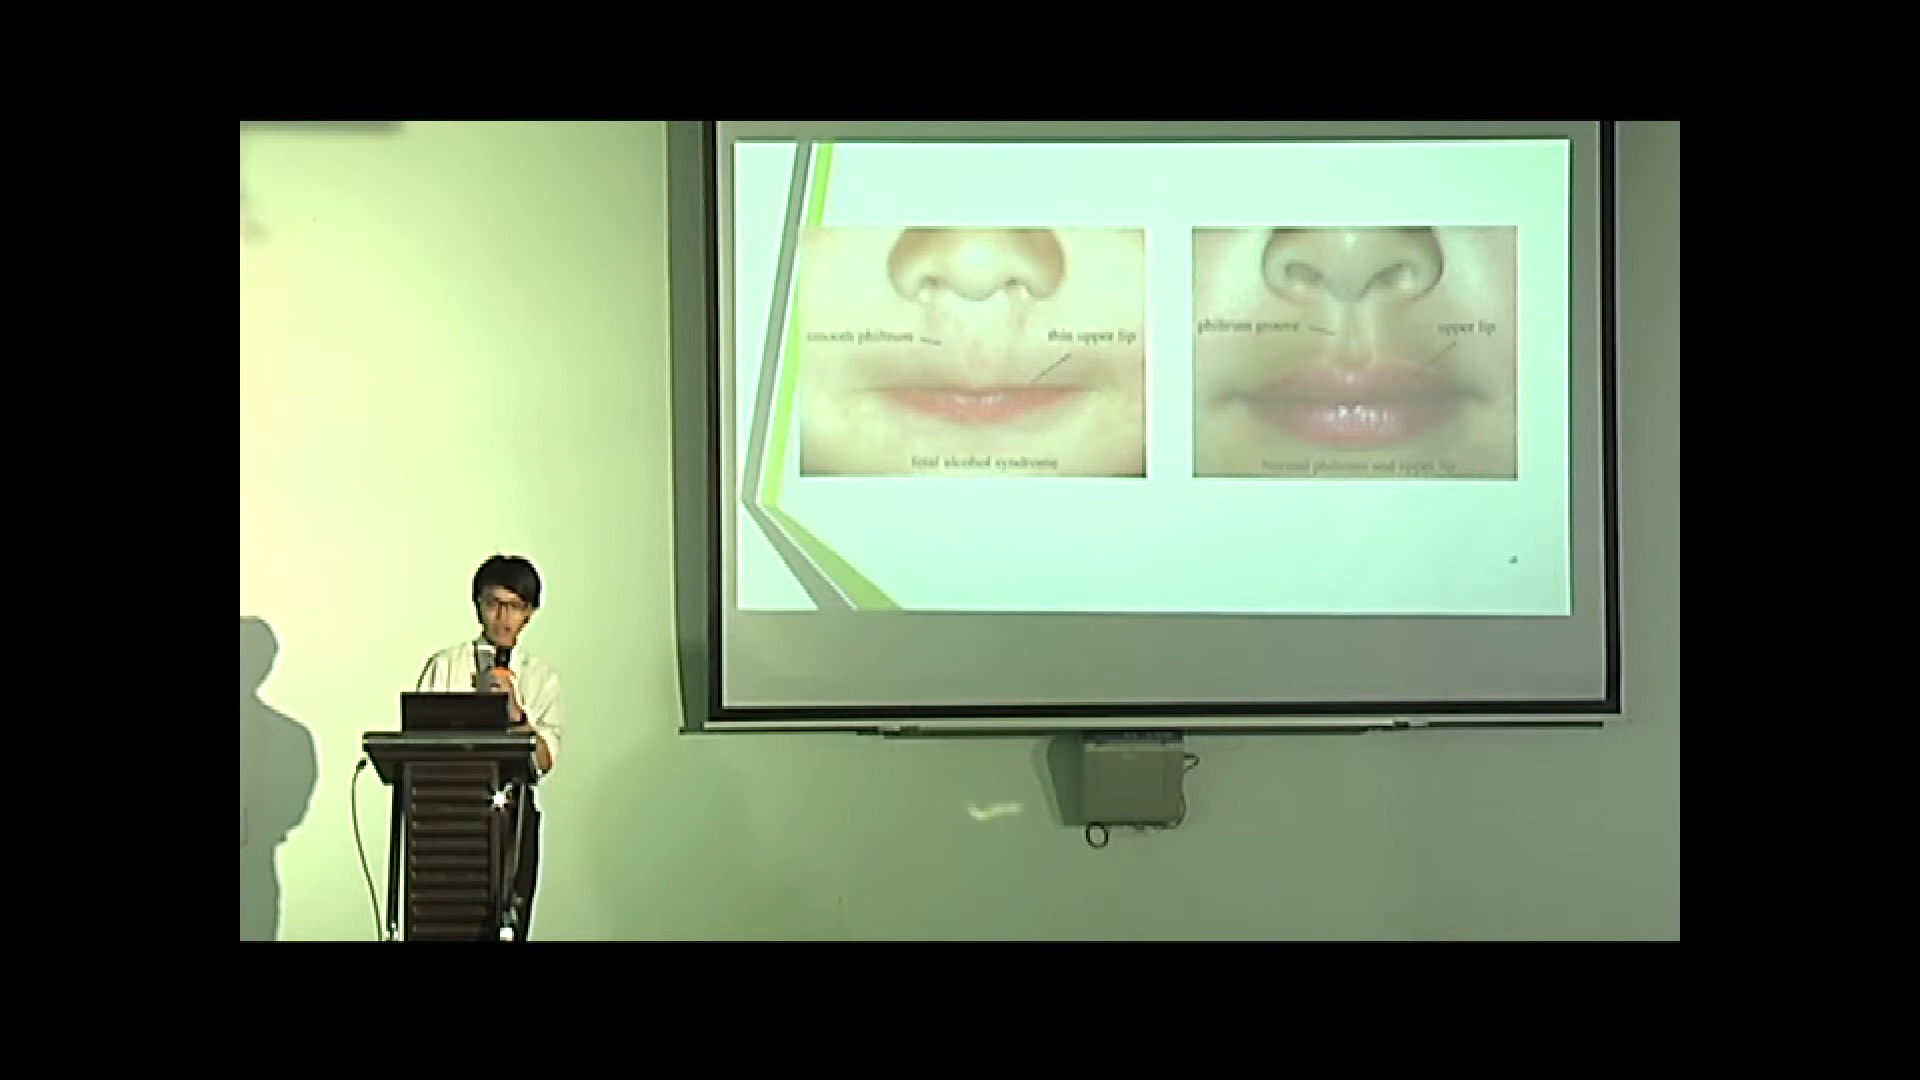 smooth philtrum
thin upper lip
fetal alcohol syndrome
philtrum groove
upper lip
Normal philtrum and upper lip